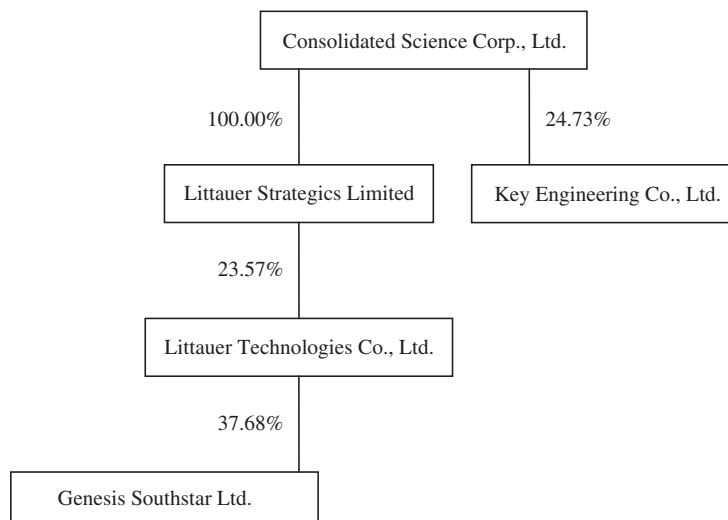 Consolidated Science Corp., Ltd.
100.00%
24.73%
Littauer Strategics Limited
Key Engineering Co., Ltd.
23.57%
Littauer Technologies Co., Ltd.
37.68%
Genesis Southstar Ltd.